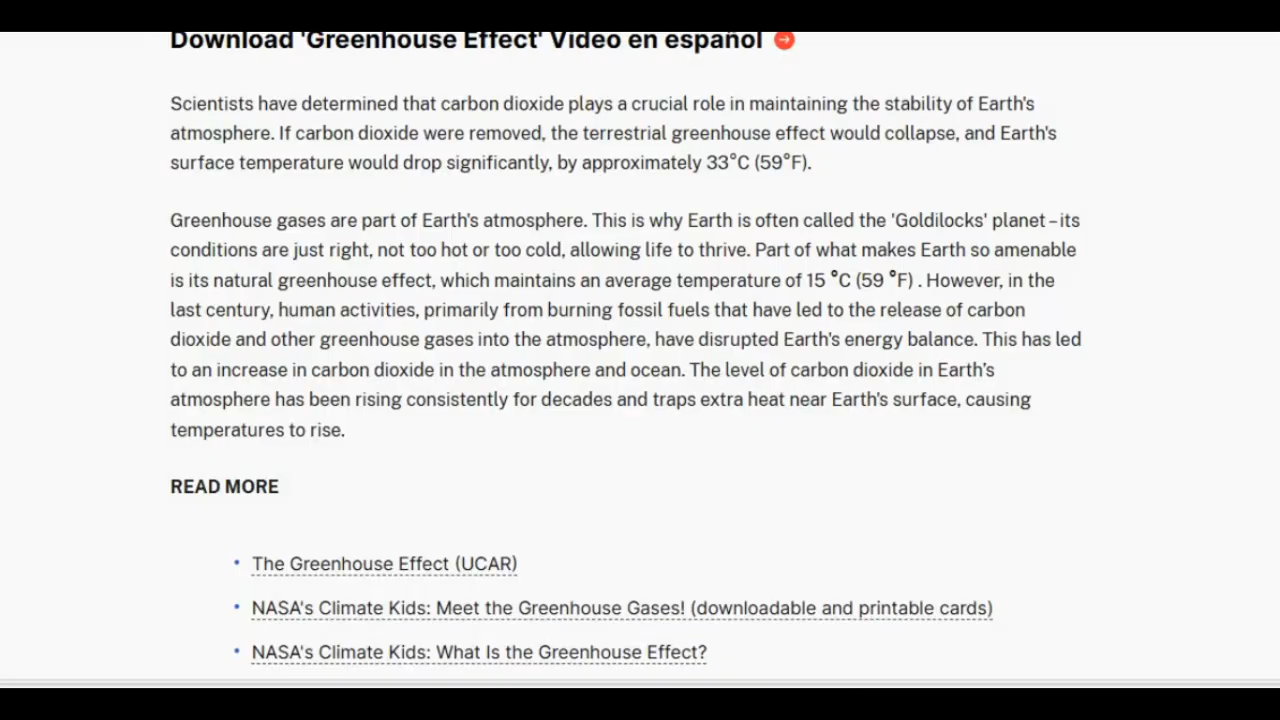 Download 'Greenhouse Effect' Video en español
Scientists have determined that carbon dioxide plays a crucial role in maintaining the stability of Earth's
atmosphere. If carbon dioxide were removed, the terrestrial greenhouse effect would collapse, and Earth's
surface temperature would drop significantly, by approximately 33°C (59°F).
Greenhouse gases are part of Earth's atmosphere. This is why Earth is often called the 'Goldilocks' planet – its
conditions are just right, not too hot or too cold, allowing life to thrive. Part of what makes Earth so amenable
is its natural greenhouse effect, which maintains an average temperature of 15 °C (59 °F) . However, in the
last century, human activities, primarily from burning fossil fuels that have led to the release of carbon
dioxide and other greenhouse gases into the atmosphere, have disrupted Earth's energy balance. This has led
to an increase in carbon dioxide in the atmosphere and ocean. The level of carbon dioxide in Earth's
atmosphere has been rising consistently for decades and traps extra heat near Earth's surface, causing
temperatures to rise.
READ MORE
• The Greenhouse Effect (UCAR)
• NASA's Climate Kids: Meet the Greenhouse Gases! (downloadable and printable cards)
• NASA's Climate Kids: What Is the Greenhouse Effect?